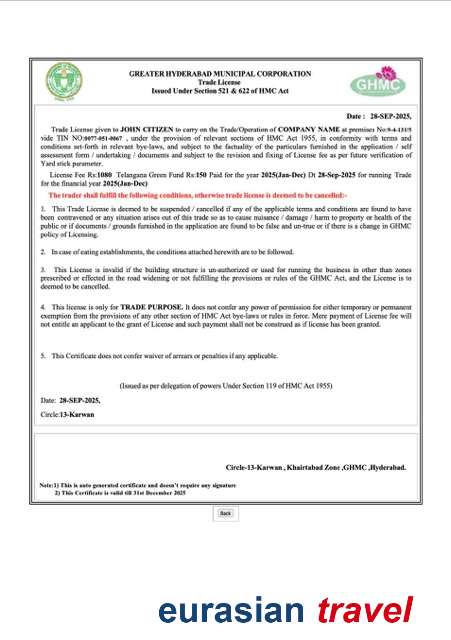 GREATER HYDERABAD MUNICIPAL CORPORATION
Trade License
Issued Under Section 521 & 622 of HMC Act
GHMC
Date : 28-SEP-2025,
Trade License given to JOHN CITIZEN to carry on the Trade/Operation of COMPANY NAME at premises No:9-4-131/5
vide TIN NO:0077-051-0067 , under the provision of relevant sections of HMC Act 1955, in conformity with terms and
conditions set-forth in relevant bye-laws, and subject to the factuality of the particulars furnished in the application / self
assessment form / undertaking / documents and subject to the revision and fixing of License fee as per future verification of
Yard stick parameter.
License Fee Rs:1080 Telangana Green Fund Rs:150 Paid for the year 2025(Jan-Dec) Dt 28-Sep-2025 for running Trade
for the financial year 2025(Jan-Dec)
The trader shall fulfill the following conditions, otherwise trade license is deemed to be cancelled:-
1. This Trade License is deemed to be suspended / cancelled if any of the applicable terms and conditions are found to have
been contravened or any situation arises out of this trade so as to cause nuisance / damage / harm to property or health of the
public or if documents / grounds furnished in the application are found to be false and un-true or if there is a change in GHMC
policy of Licensing.
2. In case of eating establishments, the conditions attached herewith are to be followed.
3. This License is invalid if the building structure is un-authorized or used for running the business in other than zones
prescribed or effected in the road widening or not fulfilling the provisions or rules of the GHMC Act, and the License is to
deemed to be cancelled.
4. This license is only for TRADE PURPOSE. It does not confer any power of permission for either temporary or permanent
exemption from the provisions of any other section of HMC Act bye-laws or rules in force. Mere payment of License fee will
not entitle an applicant to the grant of License and such payment shall not be construed as if license has been granted.
5. This Certificate does not confer waiver of arrears or penalties if any applicable.
(Issued as per delegation of powers Under Section 119 of HMC Act 1955)
Date: 28-SEP-2025,
Circle:13-Karwan
Circle-13-Karwan , Khairtabad Zone ,GHMC ,Hyderabad.
Note:1) This is auto generated certificate and doesn't require any signature
2) This Certificate is valid till 31st December 2025
Back
eurasian travel